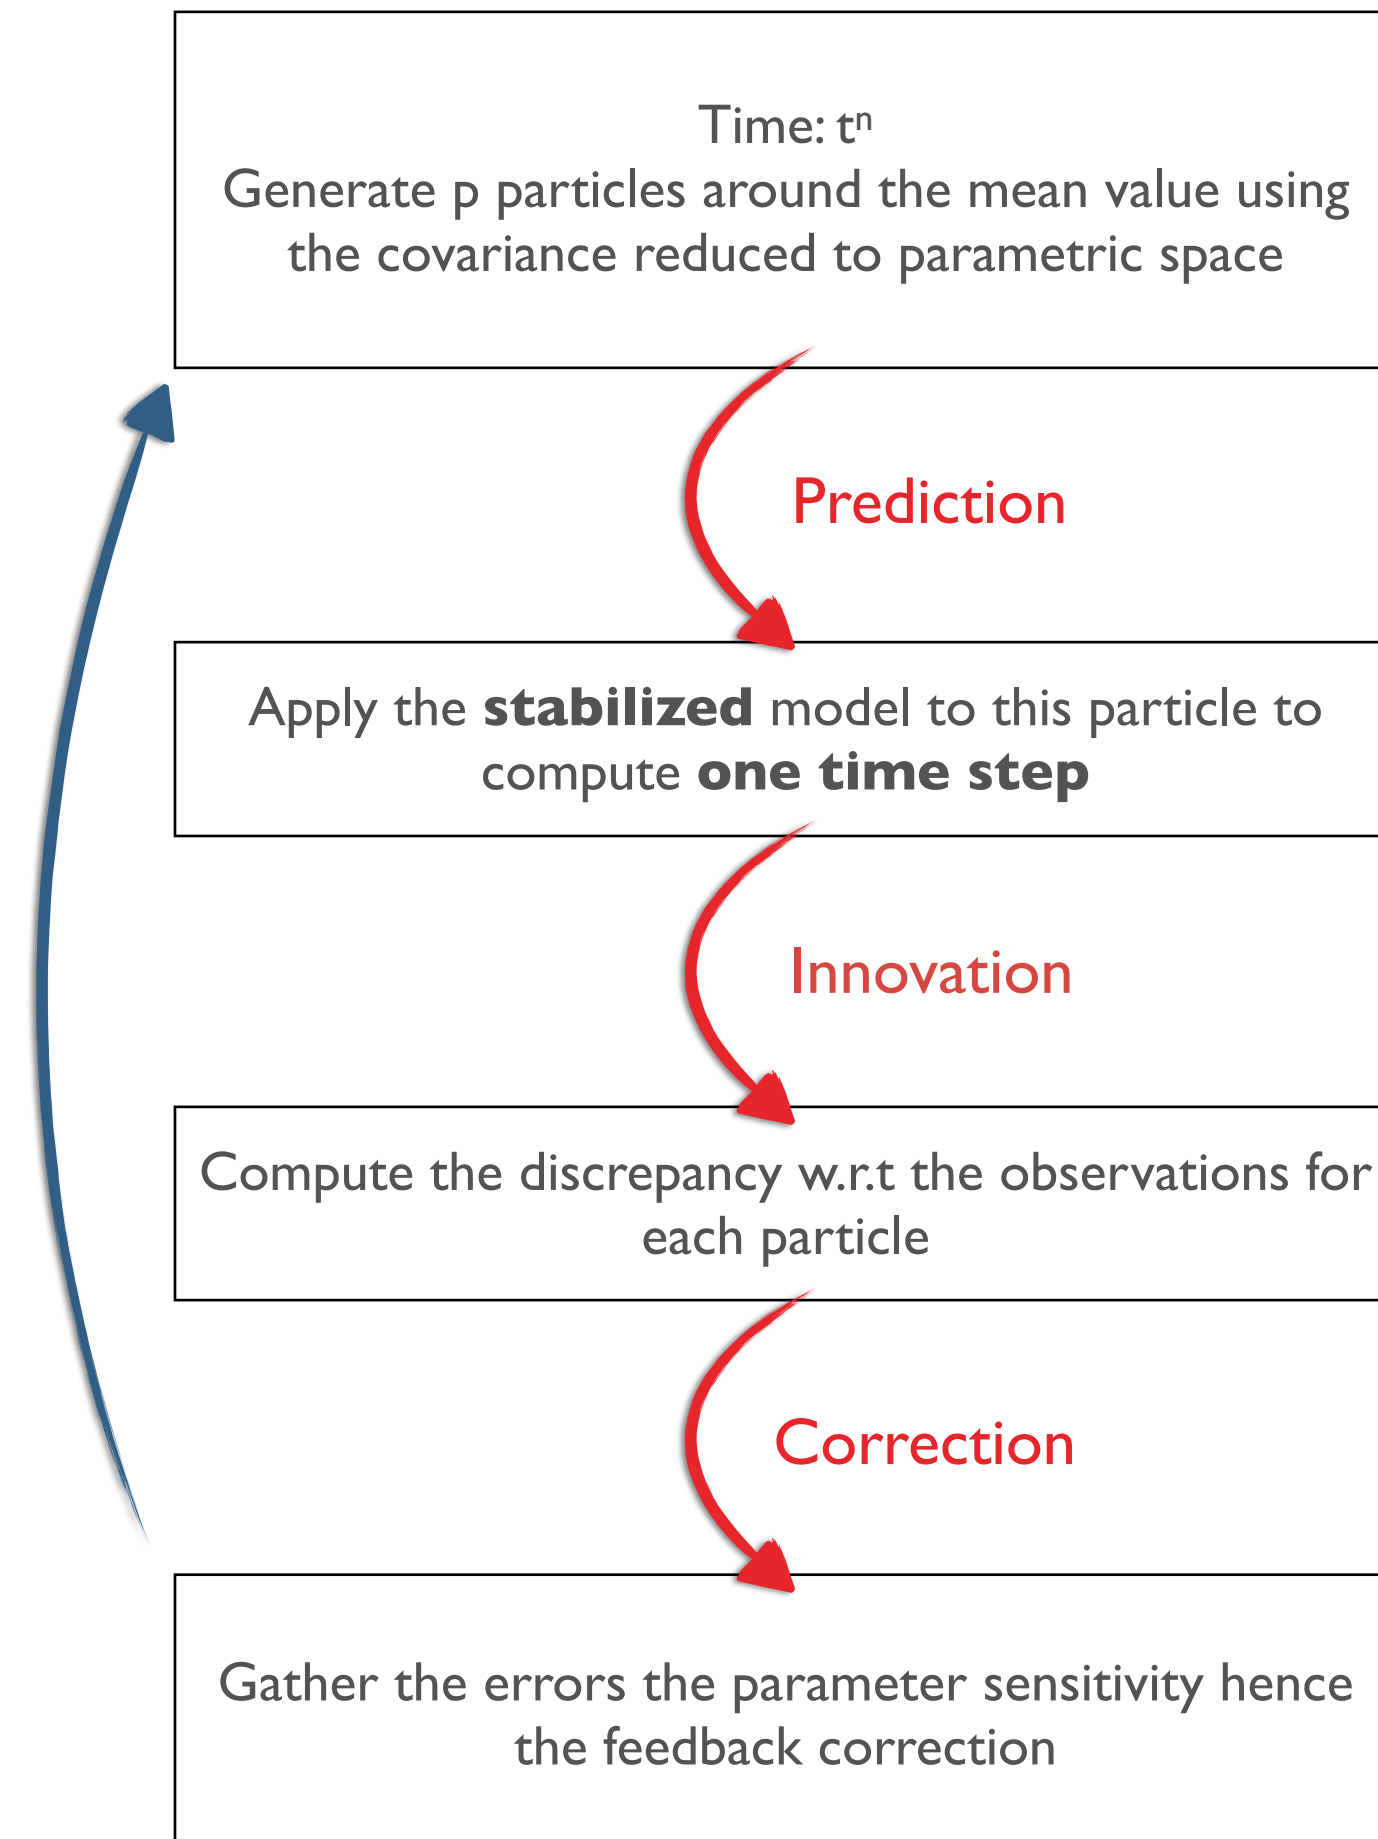 Time: tⁿ
Generate p particles around the mean value using
the covariance reduced to parametric space
Prediction
Apply the stabilized model to this particle to
compute one time step
Innovation
Compute the discrepancy w.r.t the observations for
each particle
Correction
Gather the errors the parameter sensitivity hence
the feedback correction